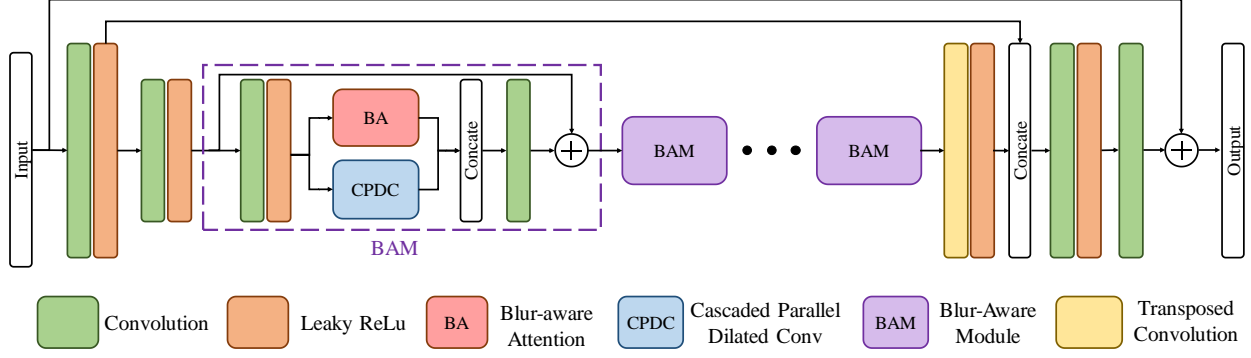 Input
BA
CPDC
Concate
BAM
BAM
BAM
Concate
Output
Convolution
Leaky ReLu
BA
Blur-aware
Attention
CPDC
Cascaded Parallel
Dilated Conv
BAM
Blur-Aware
Module
Transposed
Convolution